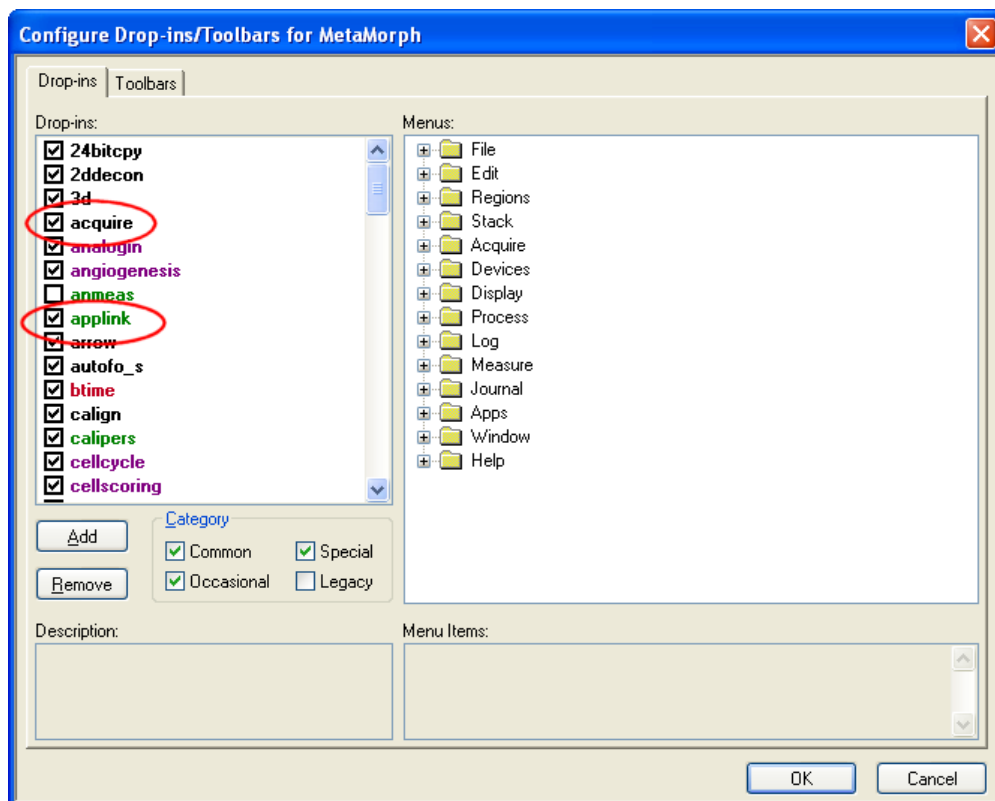 Configure Drop-ins/Toolbars for MetaMorph
Drop-ins
Toolbars
Drop-ins:
24bitcpy
2ddecon
3d
acquire
analogin
angiogenesis
anmeas
applink
arrow
autofo_s
btime
calign
calipers
cellcycle
cellscoring
Add
Remove
Category
Common
Special
Occasional
Legacy
Menus:
File
Edit
Regions
Stack
Acquire
Devices
Display
Process
Log
Measure
Journal
Apps
Window
Help
Description:
Menu Items:
OK
Cancel